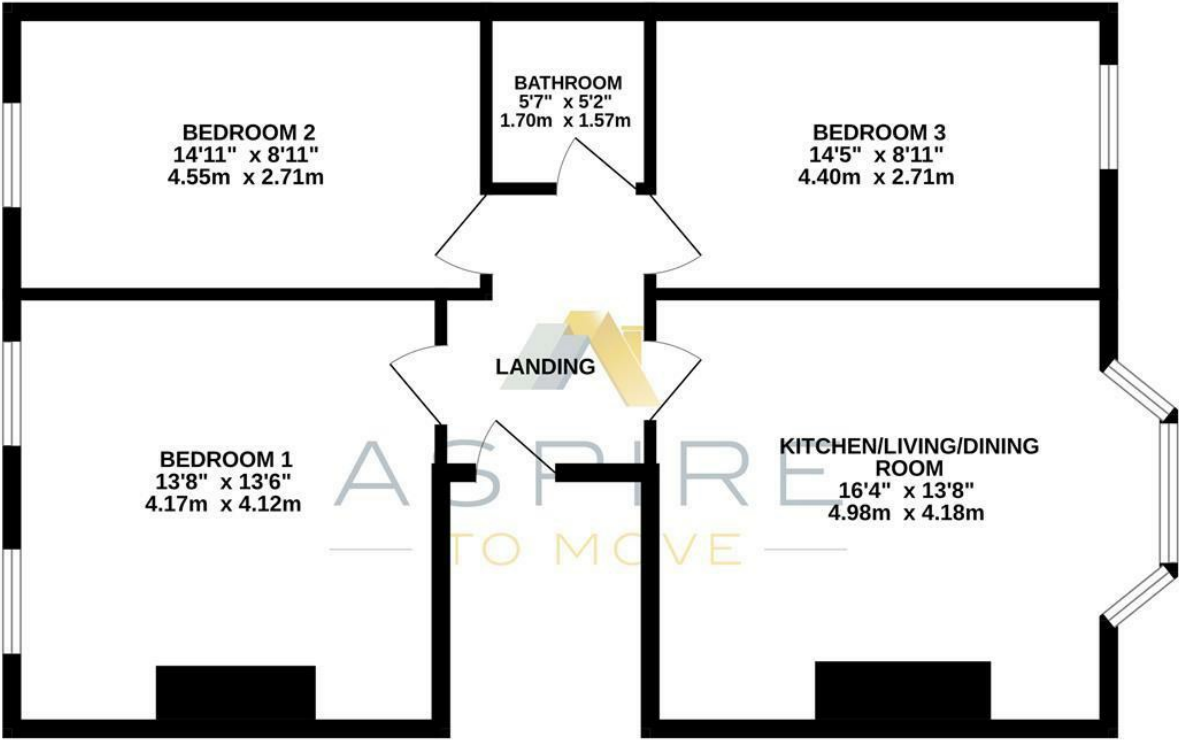 BEDROOM 2
14'11" x 8'11"
4.55m x 2.71m
BATHROOM
5'7" x 5'2"
1.70m x 1.57m
BEDROOM 3
14'5" x 8'11"
4.40m x 2.71m
LANDING
BEDROOM 1
13'8" x 13'6"
4.17m x 4.12m
KITCHEN/LIVING/DINING
ROOM
16'4" x 13'8"
4.98m x 4.18m
ASPIRE
TO MOVE